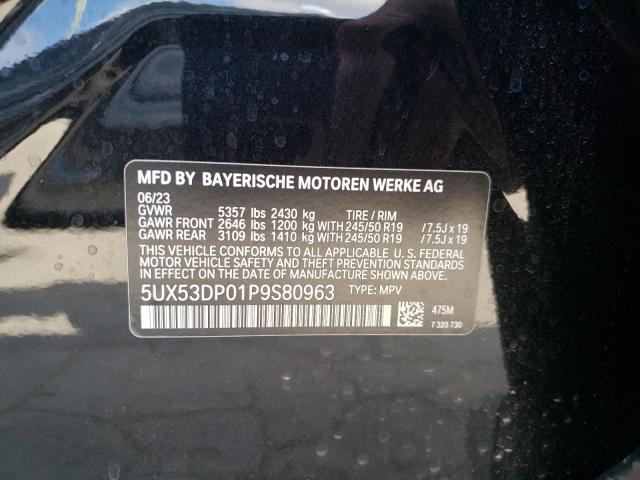 MFD BY BAYERISCHE MOTOREN WERKE AG
06/23
GVWR 5357 lbs 2430 kg TIRE / RIM
GAWR FRONT 2646 lbs 1200 kg WITH 245/50 R19 / 7.5J x 19
GAWR REAR 3109 lbs 1410 kg WITH 245/50 R19 / 7.5J x 19
THIS VEHICLE CONFORMS TO ALL APPLICABLE U.S. FEDERAL
MOTOR VEHICLE SAFETY AND THEFT PREVENTION STANDARDS
IN EFFECT ON THE DATE OF MANUFACTURE SHOWN ABOVE.
5UX53DP01P9S80963 TYPE: MPV
475M
7 320 730